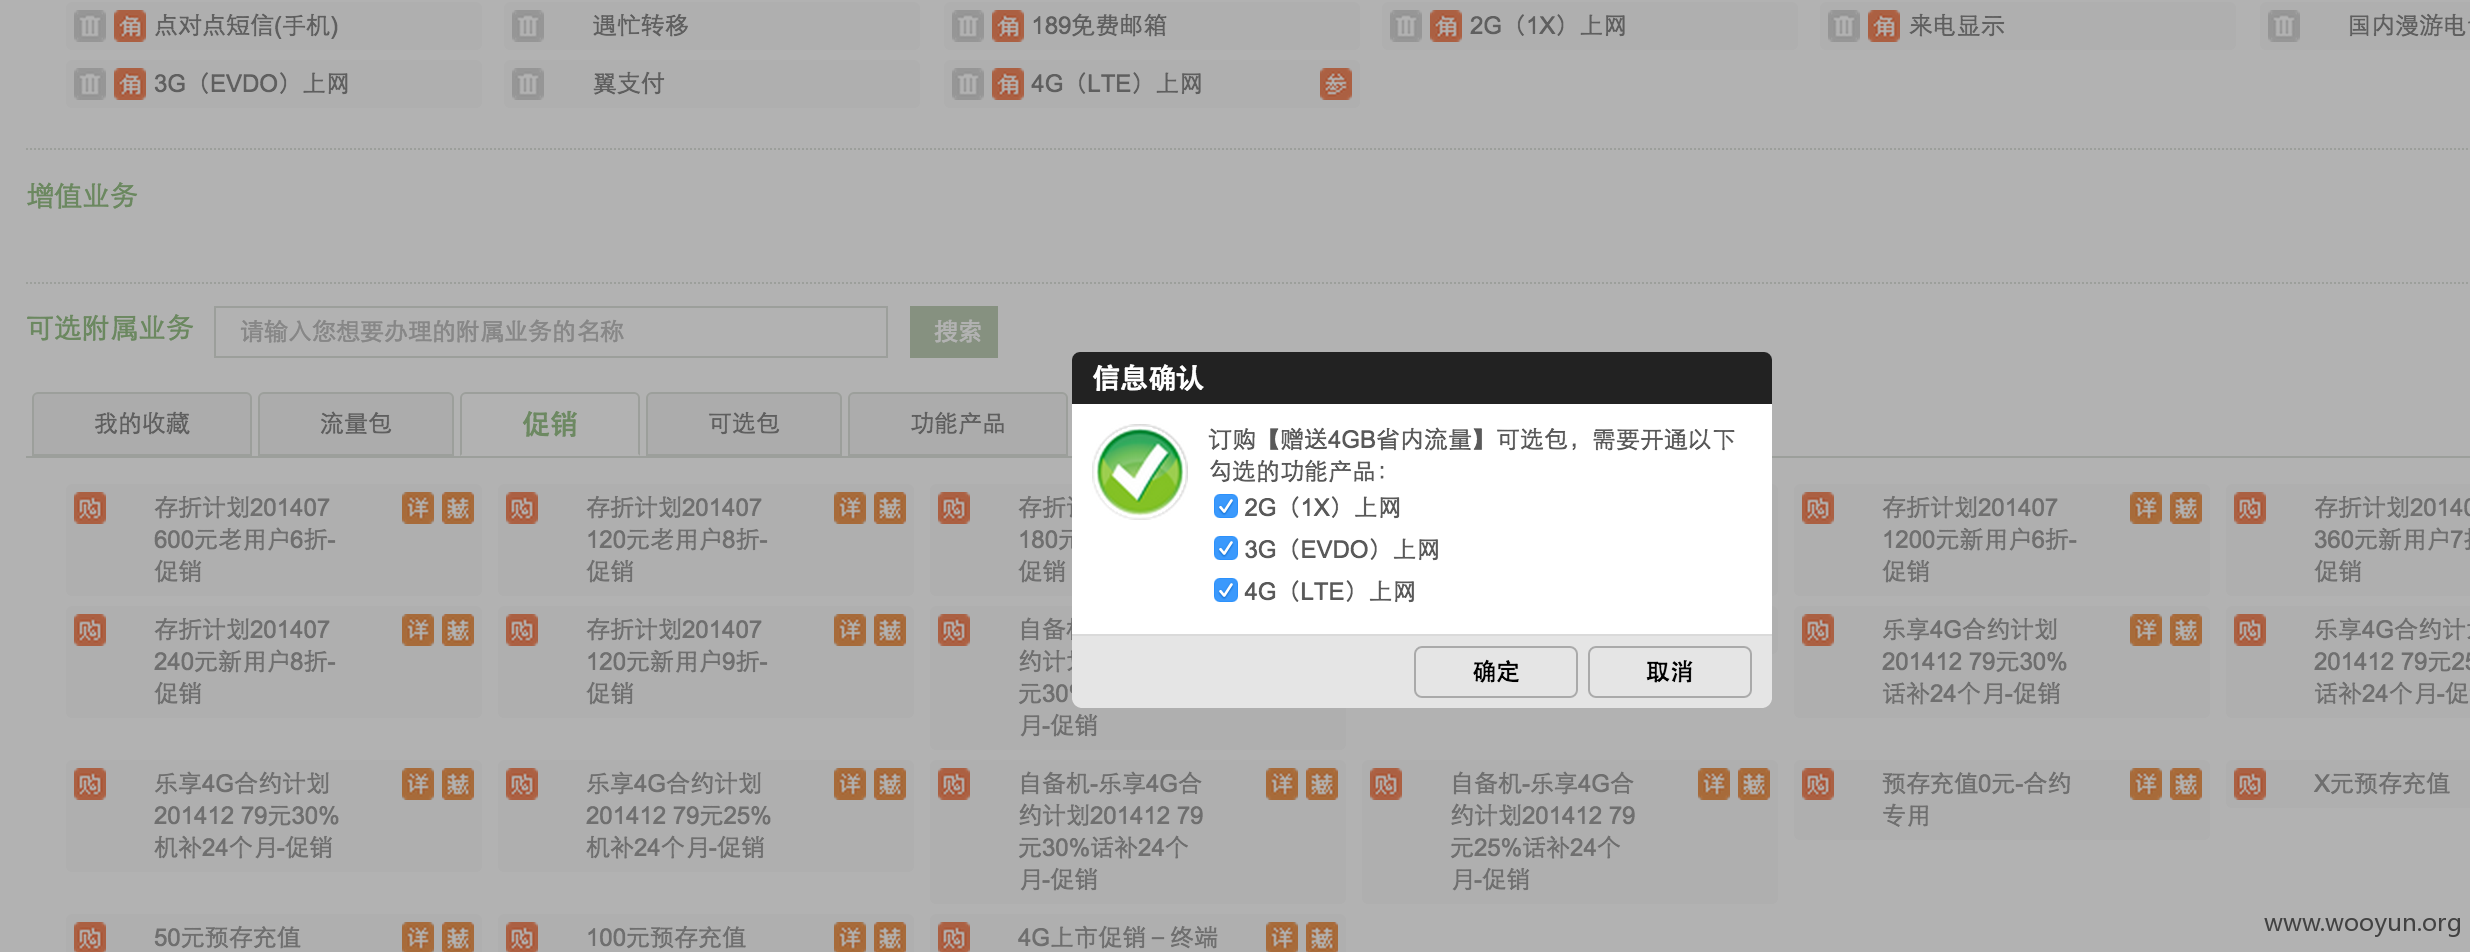 角 点对点短信(手机)
遇忙转移
角 189免费邮箱
角 2G（1X）上网
角 来电显示
国内漫游电
角 3G（EVDO）上网
翼支付
角 4G（LTE）上网 参
增值业务
可选附属业务
请输入您想要办理的附属业务的名称
搜索
我的收藏
流量包
促销
可选包
功能产品
信息确认
订购【赠送4GB省内流量】可选包，需要开通以下
勾选的功能产品：
2G（1X）上网
3G（EVDO）上网
4G（LTE）上网
确定
取消
购 存折计划201407 详 藏
600元老用户6折-
促销
购 存折计划201407 详 藏
120元老用户8折-
促销
购 存折
180元
促销
购 存折计划201407 详 藏
1200元新用户6折-
促销
购 存折计划20140
360元新用户7
促销
购 存折计划201407 详 藏
240元新用户8折-
促销
购 存折计划201407 详 藏
120元新用户9折-
促销
购 自备
约计
元30
月-促销
购 乐享4G合约计划 详 藏
201412 79元30%
话补24个月-促销
购 乐享4G合约计
201412 79元25
话补24个月-促
购 乐享4G合约计划 详 藏
201412 79元30%
机补24个月-促销
购 乐享4G合约计划 详 藏
201412 79元25%
机补24个月-促销
购 自备机-乐享4G合 详 藏
约计划201412 79
元30%话补24个
月-促销
购 自备机-乐享4G合 详 藏
约计划201412 79
元25%话补24个
月-促销
购 预存充值0元-合约 详 藏
专用
购 X元预存充值
购 50元预存充值 详 藏
购 100元预存充值 详 藏
购 4G上市促销－终端 详 藏
www.wooyun.org